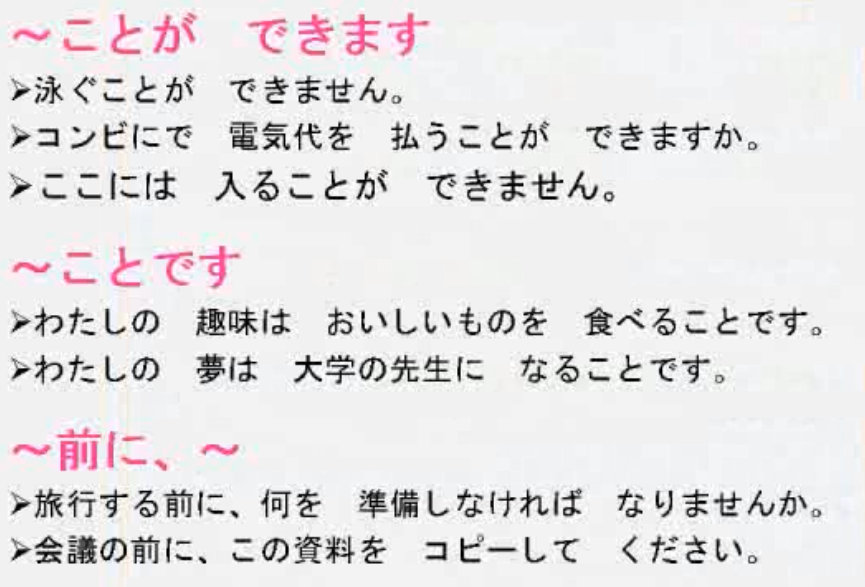 ～ことが　できます
➢泳ぐことが　できません。
➢コンビにで　電気代を　払うことが　できますか。
➢ここには　入ることが　できません。
～ことです
➢わたしの　趣味は　おいしいものを　食べることです。
➢わたしの　夢は　大学の先生に　なることです。
～前に、～
➢旅行する前に、何を　準備しなければ　なりませんか。
➢会議の前に、この資料を　コピーして　ください。